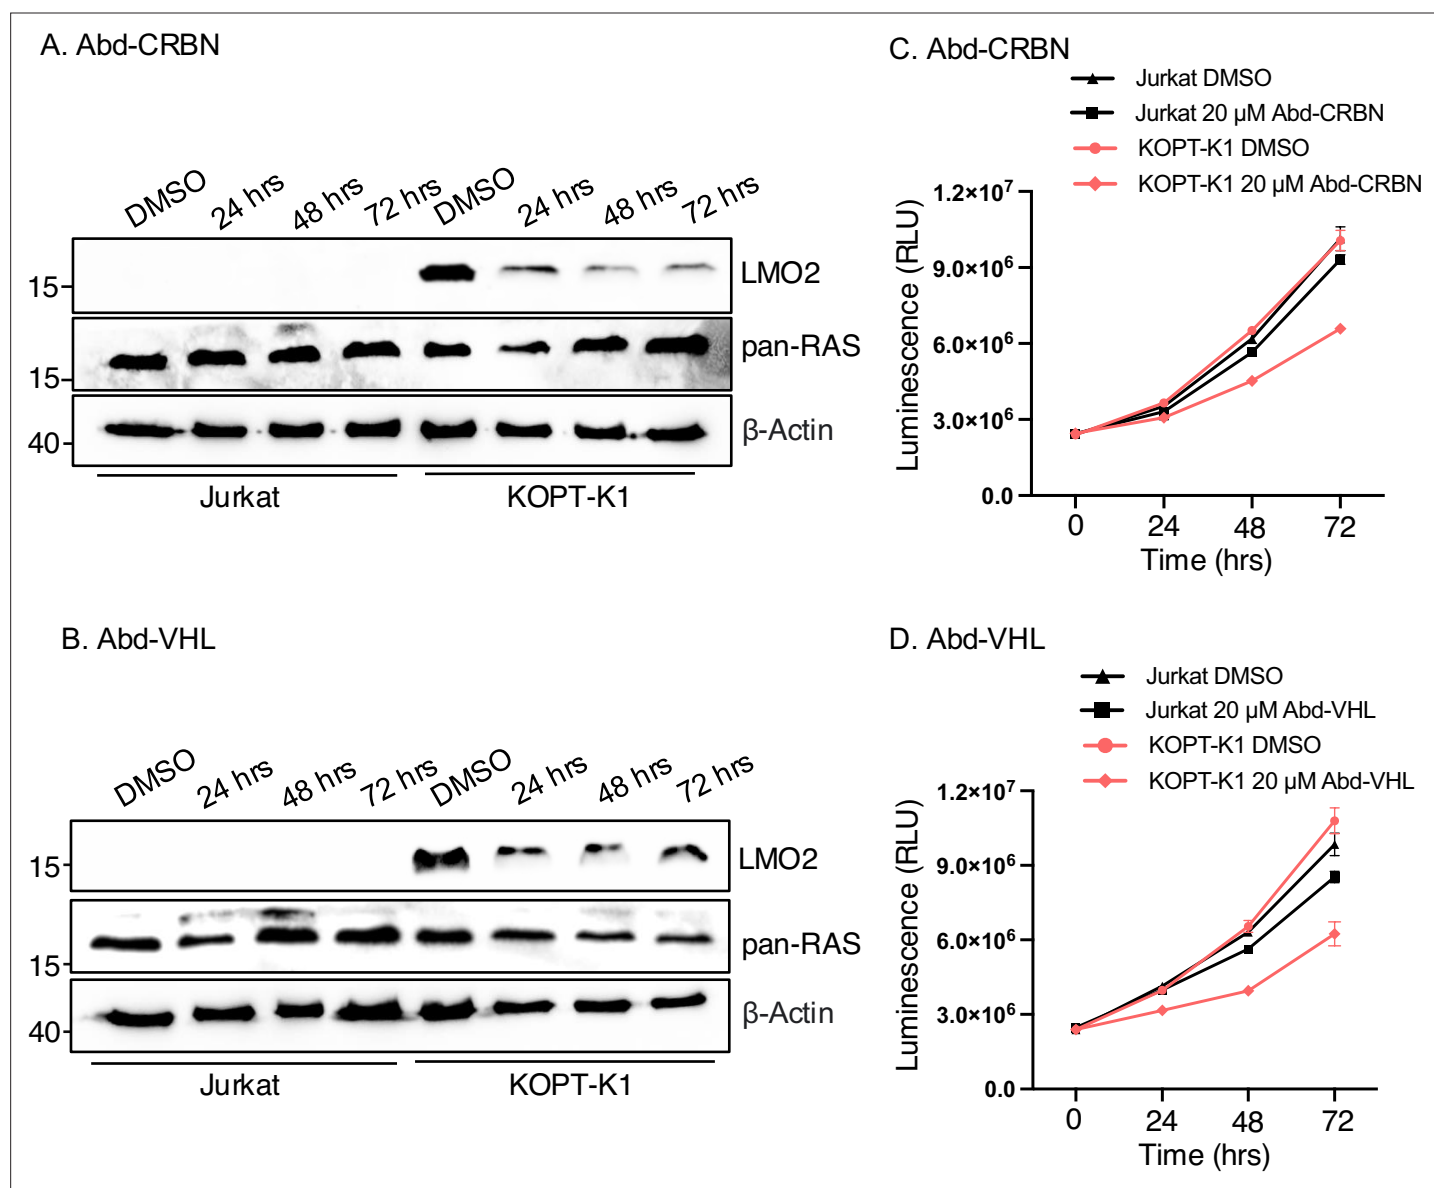 A. Abd-CRBN
DMSO 24 hrs 48 hrs 72 hrs DMSO 24 hrs 48 hrs 72 hrs
15 LMO2
pan-RAS
15
40 β-Actin
Jurkat KOPT-K1
C. Abd-CRBN
Jurkat DMSO
Jurkat 20 µM Abd-CRBN
KOPT-K1 DMSO
KOPT-K1 20 µM Abd-CRBN
Luminescence (RLU)
1.2×10⁷
9.0×10⁶
6.0×10⁶
3.0×10⁶
0.0
0 24 48 72
Time (hrs)
B. Abd-VHL
DMSO 24 hrs 48 hrs 72 hrs DMSO 24 hrs 48 hrs 72 hrs
15 LMO2
pan-RAS
15
40 β-Actin
Jurkat KOPT-K1
D. Abd-VHL
Jurkat DMSO
Jurkat 20 µM Abd-VHL
KOPT-K1 DMSO
KOPT-K1 20 µM Abd-VHL
Luminescence (RLU)
1.2×10⁷
9.0×10⁶
6.0×10⁶
3.0×10⁶
0.0
0 24 48 72
Time (hrs)